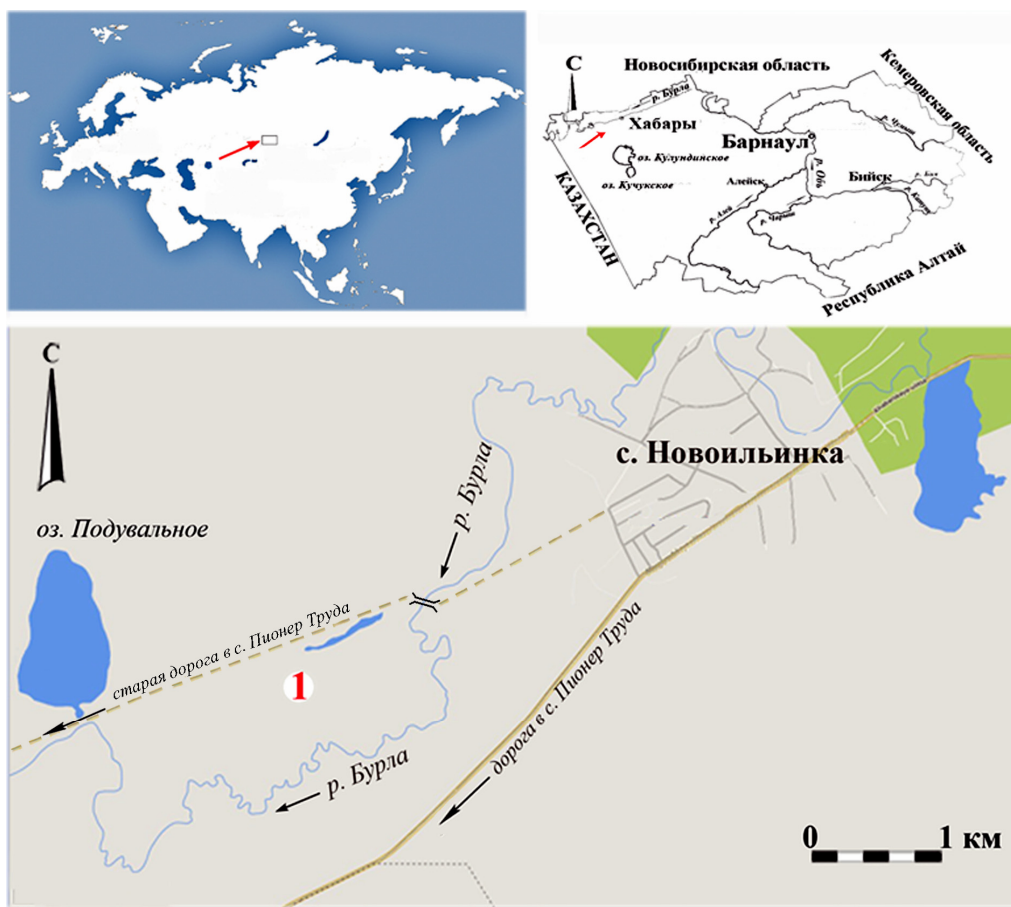 С
Новосибирская область
Кемеровская область
р. Бурла
Хабары
Барнаул
р. Чумыш
оз. Кулундинское
оз. Кучукское
р. Обь
Алейск
Бийск
р. Бия
р. Катунь
р. Алей
р. Чарыш
КАЗАХСТАН
Республика Алтай
С
с. Новоильинка
р. Бурла
оз. Подувальное
старая дорога в с. Пионер Труда
1
дорога в с. Пионер Труда
р. Бурла
0 1 км